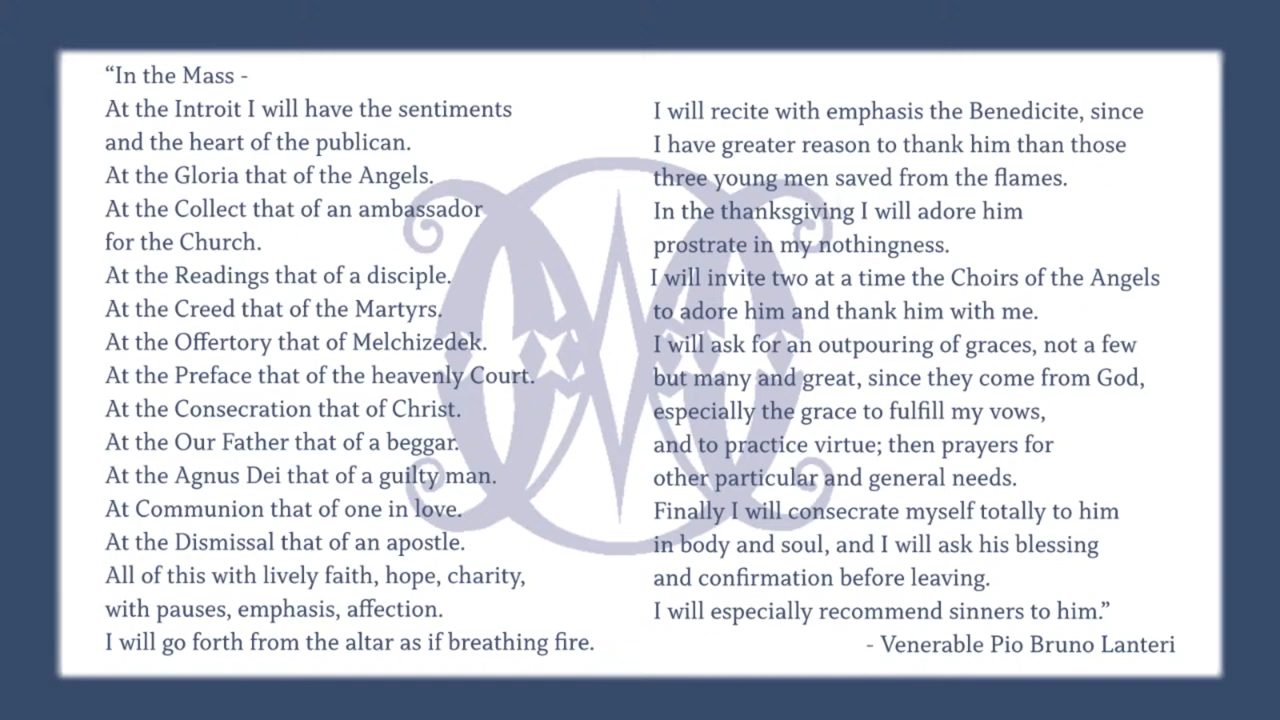 “In the Mass -
At the Introit I will have the sentiments
and the heart of the publican.
At the Gloria that of the Angels.
At the Collect that of an ambassador
for the Church.
At the Readings that of a disciple.
At the Creed that of the Martyrs.
At the Offertory that of Melchizedek.
At the Preface that of the heavenly Court.
At the Consecration that of Christ.
At the Our Father that of a beggar.
At the Agnus Dei that of a guilty man.
At Communion that of one in love.
At the Dismissal that of an apostle.
All of this with lively faith, hope, charity,
with pauses, emphasis, affection.
I will go forth from the altar as if breathing fire.
I will recite with emphasis the Benedicite, since
I have greater reason to thank him than those
three young men saved from the flames.
In the thanksgiving I will adore him
prostrate in my nothingness.
I will invite two at a time the Choirs of the Angels
to adore him and thank him with me.
I will ask for an outpouring of graces, not a few
but many and great, since they come from God,
especially the grace to fulfill my vows,
and to practice virtue; then prayers for
other particular and general needs.
Finally I will consecrate myself totally to him
in body and soul, and I will ask his blessing
and confirmation before leaving.
I will especially recommend sinners to him.”
- Venerable Pio Bruno Lanteri